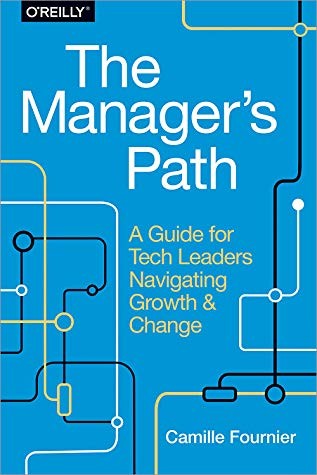 O'REILLY®
The
Manager's
Path
A Guide for
Tech Leaders
Navigating
Growth &
Change
Camille Fournier